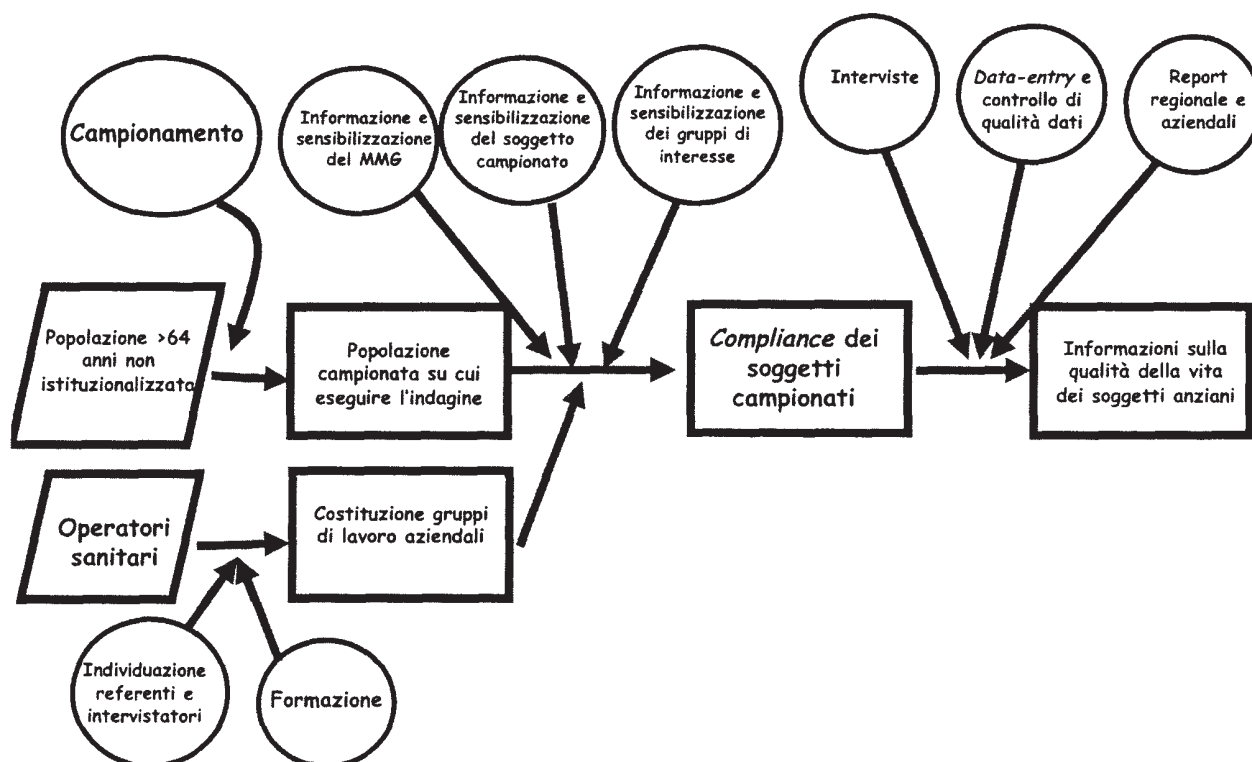 Campionamento
Informazione e
sensibilizzazione
del MMG
Informazione e
sensibilizzazione
del soggetto
campionato
Informazione e
sensibilizzazione
dei gruppi di
interesse
Interviste
Data-entry e
controllo di
qualità dati
Report
regionale e
aziendali
Popolazione >64
anni non
istituzionalizzata
Popolazione
campionata su cui
eseguire l'indagine
Compliance dei
soggetti
campionati
Informazioni sulla
qualità della vita
dei soggetti anziani
Operatori
sanitari
Costituzione gruppi
di lavoro aziendali
Individuazione
referenti e
intervistatori
Formazione